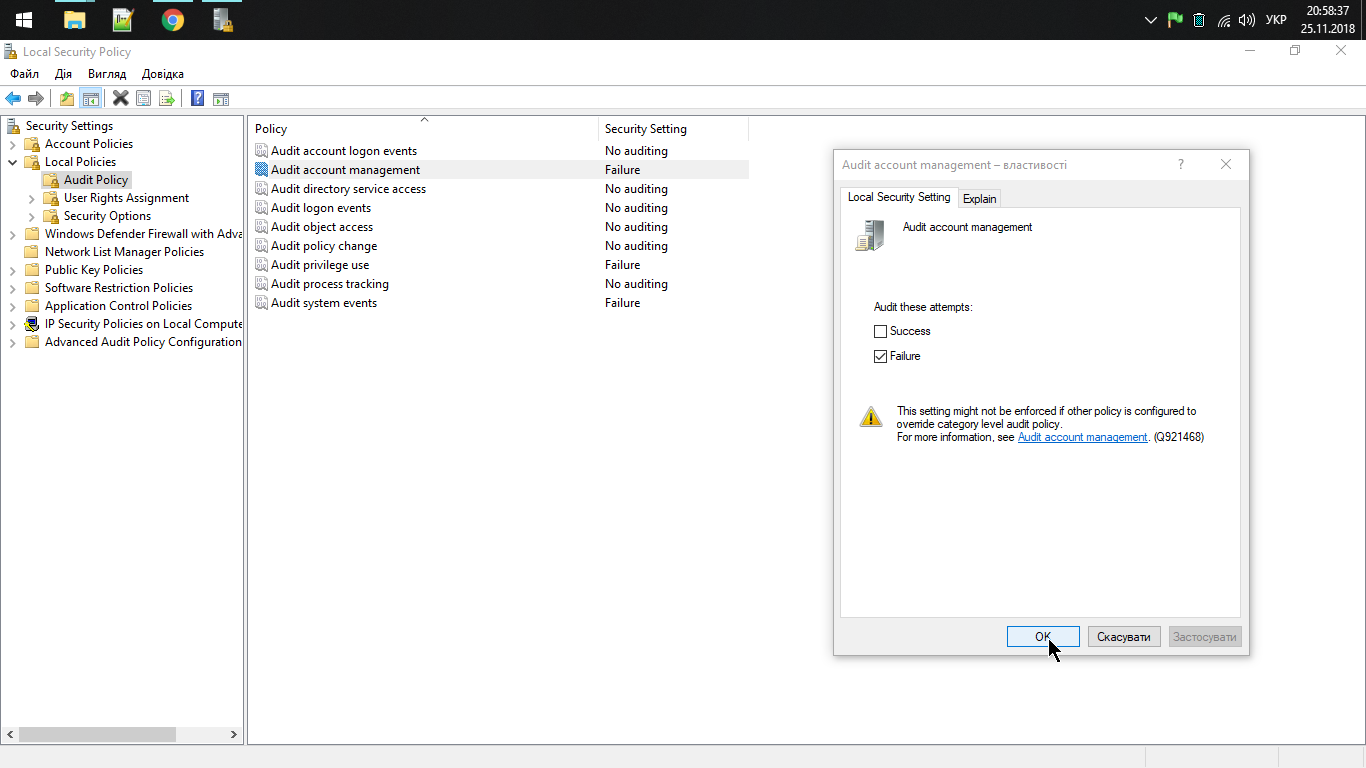 УКР
20:58:37
25.11.2018
Local Security Policy
Файл Дія Вигляд Довідка
Security Settings
Account Policies
Local Policies
Audit Policy
User Rights Assignment
Security Options
Windows Defender Firewall with Adva
Network List Manager Policies
Public Key Policies
Software Restriction Policies
Application Control Policies
IP Security Policies on Local Compute
Advanced Audit Policy Configuration
Policy Security Setting
Audit account logon events No auditing
Audit account management Failure
Audit directory service access No auditing
Audit logon events No auditing
Audit object access No auditing
Audit policy change No auditing
Audit privilege use Failure
Audit process tracking No auditing
Audit system events Failure
Audit account management – властивості
Local Security Setting Explain
Audit account management
Audit these attempts:
Success
Failure
This setting might not be enforced if other policy is configured to
override category level audit policy.
For more information, see Audit account management. (Q921468)
OK Скасувати Застосувати